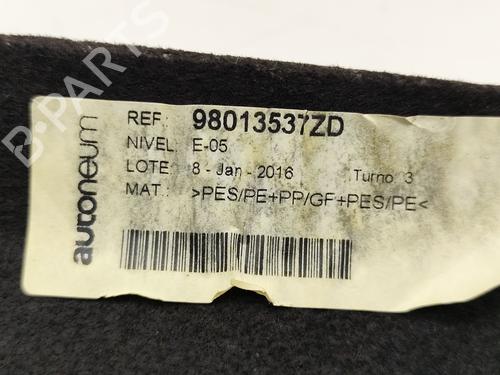 REF: 98013537ZD
NIVEL: E-05
LOTE: 8 - Jan - 2016 Turno: 3
MAT.: >PES/PE+PP/GF+PES/PE<
autoneum
B-PARTS